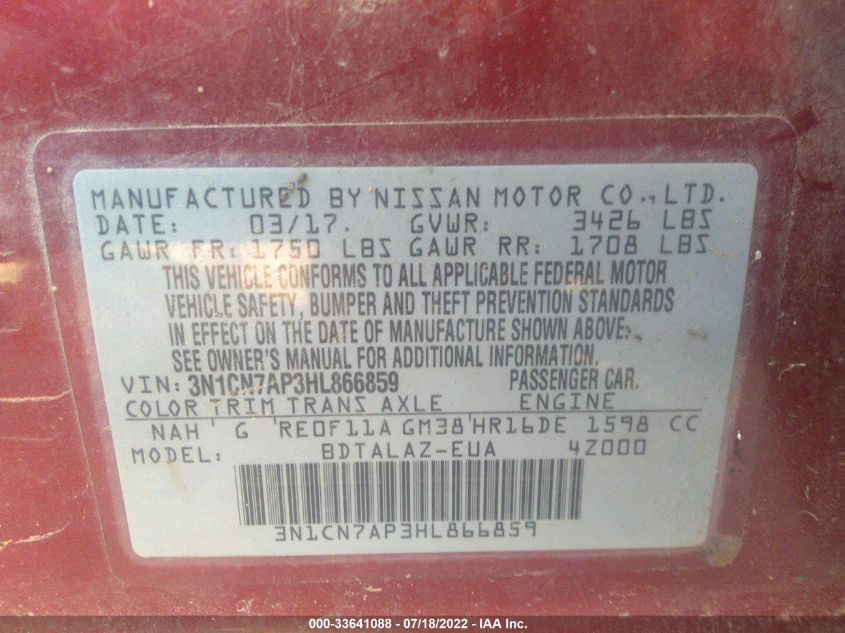 MANUFACTURED BY NISSAN MOTOR CO.,LTD.
DATE: 03/17. GVWR: 3426 LBS
GAWR FR: 1750 LBS GAWR RR: 1708 LBS
THIS VEHICLE CONFORMS TO ALL APPLICABLE FEDERAL MOTOR
VEHICLE SAFETY, BUMPER AND THEFT PREVENTION STANDARDS
IN EFFECT ON THE DATE OF MANUFACTURE SHOWN ABOVE.
SEE OWNER'S MANUAL FOR ADDITIONAL INFORMATION.
VIN: 3N1CN7AP3HL866859 PASSENGER CAR.
COLOR TRIM TRANS AXLE ENGINE
NAH G RE0F11A GM38 HR16DE 1598 CC
MODEL: BDTALAZ-EUA 4Z000
3N1CN7AP3HL866859
000-33641088 - 07/18/2022 - IAA Inc.